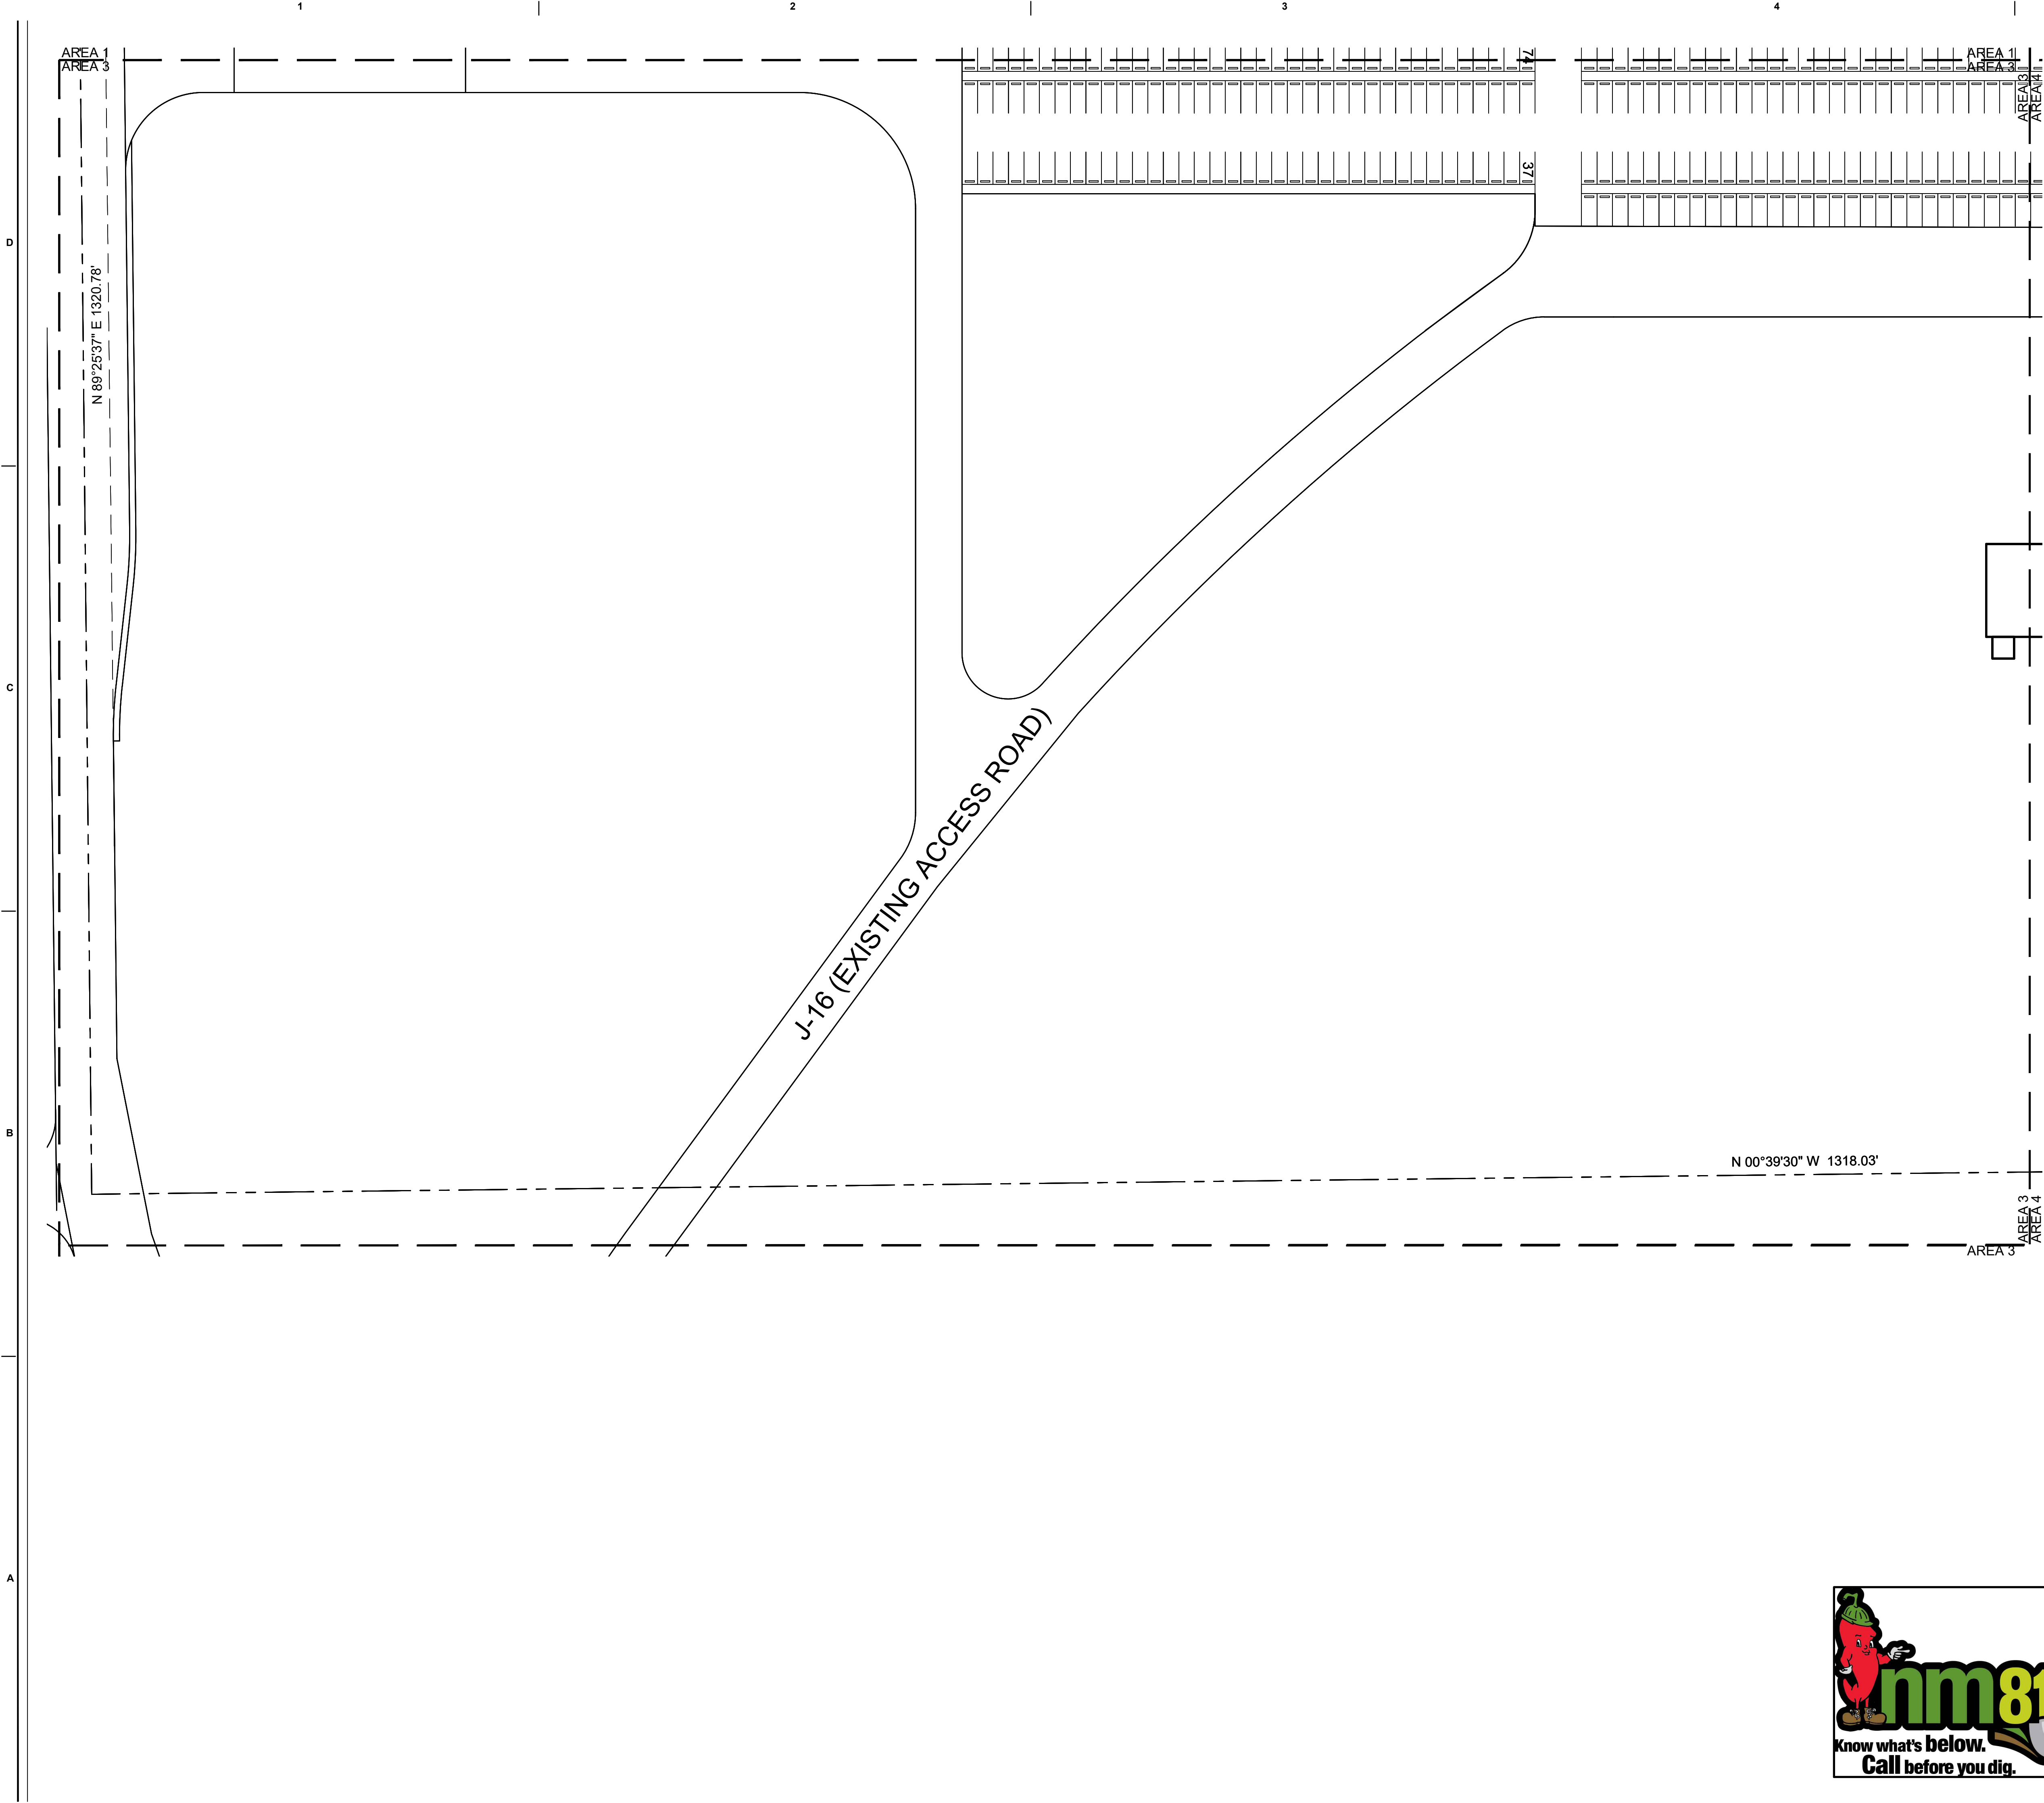 1
2
3
4
AREA 1
AREA 3
74
AREA 1
AREA 3
AREA 3
AREA 4
37
D
N 89°25'37" E 1320.78'
C
J-16 (EXISTING ACCESS ROAD)
B
N 00°39'30" W 1318.03'
AREA 3
AREA 4
AREA 3
A
nm81
Know what's below.
Call before you dig.